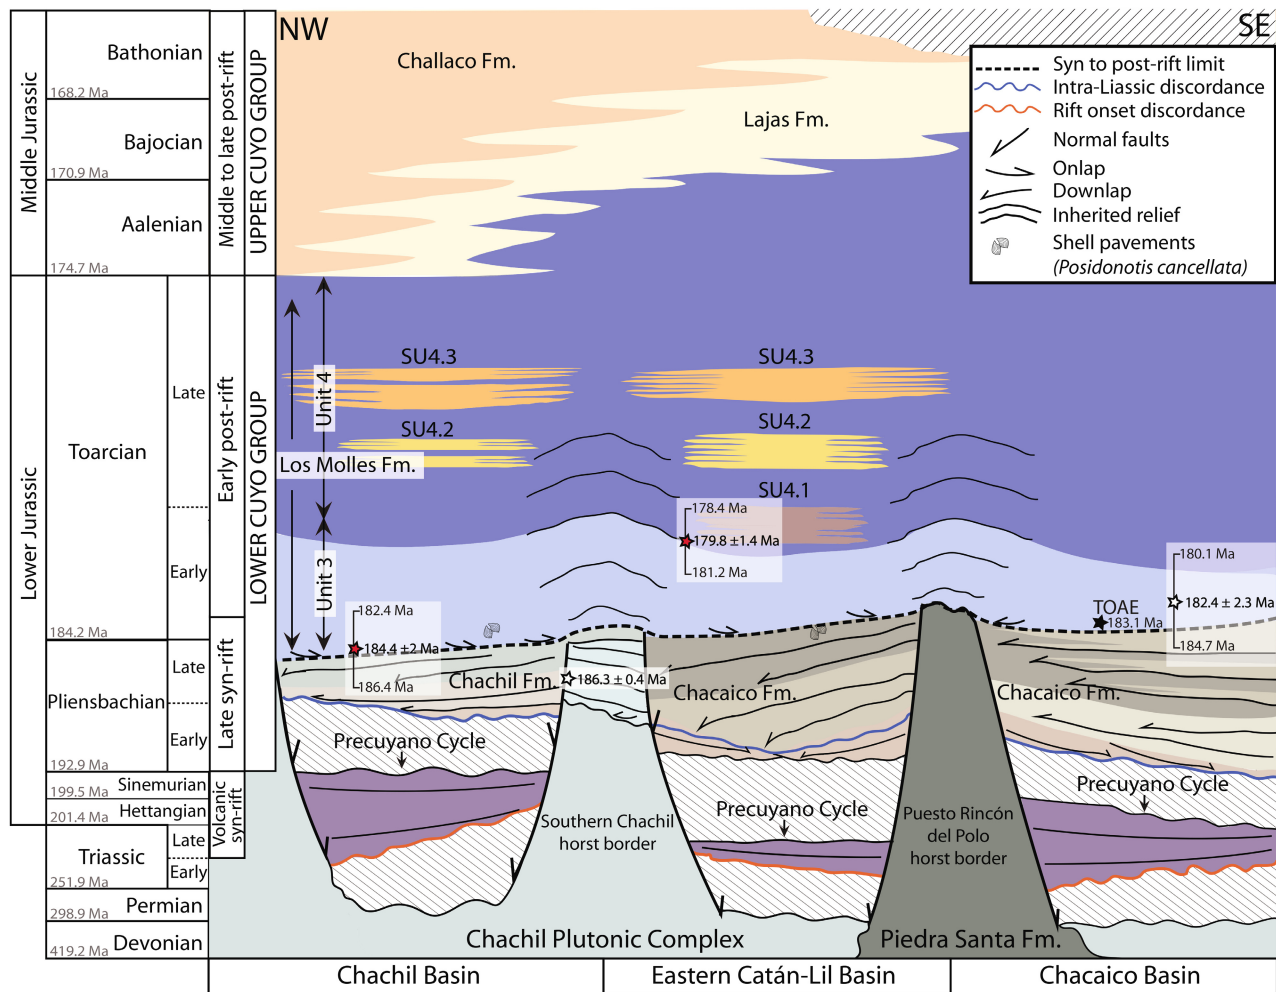 NW
SE
Middle Jurassic
Lower Jurassic
Bathonian
168.2 Ma
Bajocian
170.9 Ma
Aalenian
174.7 Ma
Toarcian
Late
Early
184.2 Ma
Pliensbachian
Late
Early
192.9 Ma
Sinemurian
199.5 Ma
Hettangian
201.4 Ma
Triassic
Late
Early
251.9 Ma
Permian
298.9 Ma
Devonian
419.2 Ma
Middle to late post-rift
Early post-rift
Late syn-rift
Volcanic
syn-rift
UPPER CUYO GROUP
LOWER CUYO GROUP
Challaco Fm.
Lajas Fm.
Syn to post-rift limit
Intra-Liassic discordance
Rift onset discordance
Normal faults
Onlap
Downlap
Inherited relief
Shell pavements
(Posidonotis cancellata)
SU4.3
SU4.3
SU4.2
SU4.2
SU4.1
Unit 4
Los Molles Fm.
Unit 3
178.4 Ma
179.8 ±1.4 Ma
181.2 Ma
180.1 Ma
182.4 ± 2.3 Ma
184.7 Ma
TOAE
183.1 Ma
182.4 Ma
184.4 ±2 Ma
186.4 Ma
Chachil Fm.
186.3 ± 0.4 Ma
Chacaico Fm.
Chacaico Fm.
Precuyano Cycle
Precuyano Cycle
Precuyano Cycle
Southern Chachil
horst border
Puesto Rincón
del Polo
horst border
Chachil Plutonic Complex
Piedra Santa Fm.
Chachil Basin
Eastern Catán-Lil Basin
Chacaico Basin